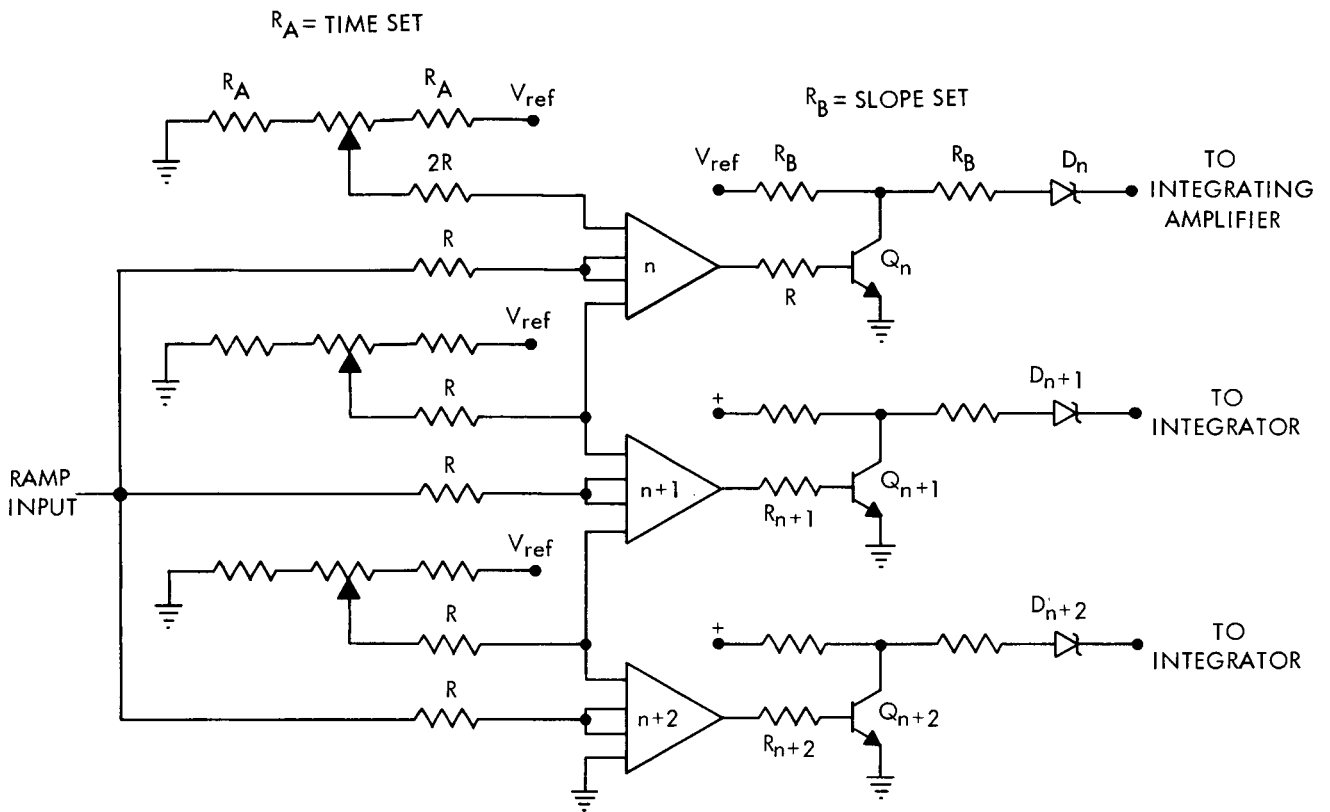 R_A = TIME SET
R_A
R_A
V_ref
R_B = SLOPE SET
2R
V_ref
R_B
R_B
D_n
TO
INTEGRATING
AMPLIFIER
R
n
R
Q_n
V_ref
R
+
D_n+1
TO
INTEGRATOR
RAMP
INPUT
R
n+1
R_n+1
Q_n+1
V_ref
R
+
D_n+2
TO
INTEGRATOR
R
n+2
R_n+2
Q_n+2